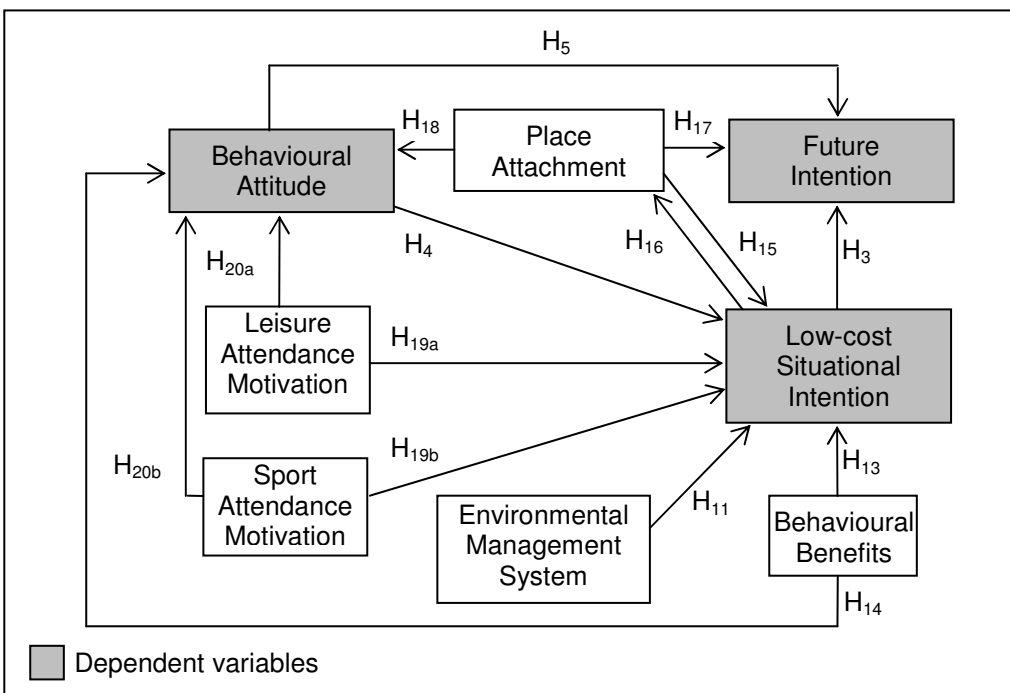 H5
H18
Place
Attachment
H17
Behavioural
Attitude
Future
Intention
H20a
H4
H16
H15
H3
Leisure
Attendance
Motivation
H19a
Low-cost
Situational
Intention
H20b
Sport
Attendance
Motivation
H19b
Environmental
Management
System
H11
H13
Behavioural
Benefits
H14
Dependent variables